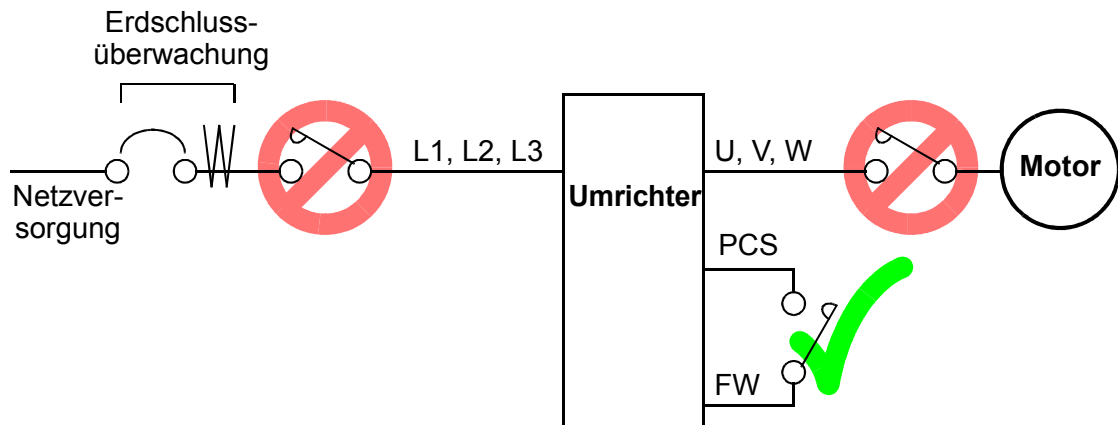 Erdschluss-
überwachung
Netzver-
sorgung
L1, L2, L3
Umrichter
U, V, W
Motor
PCS
FW